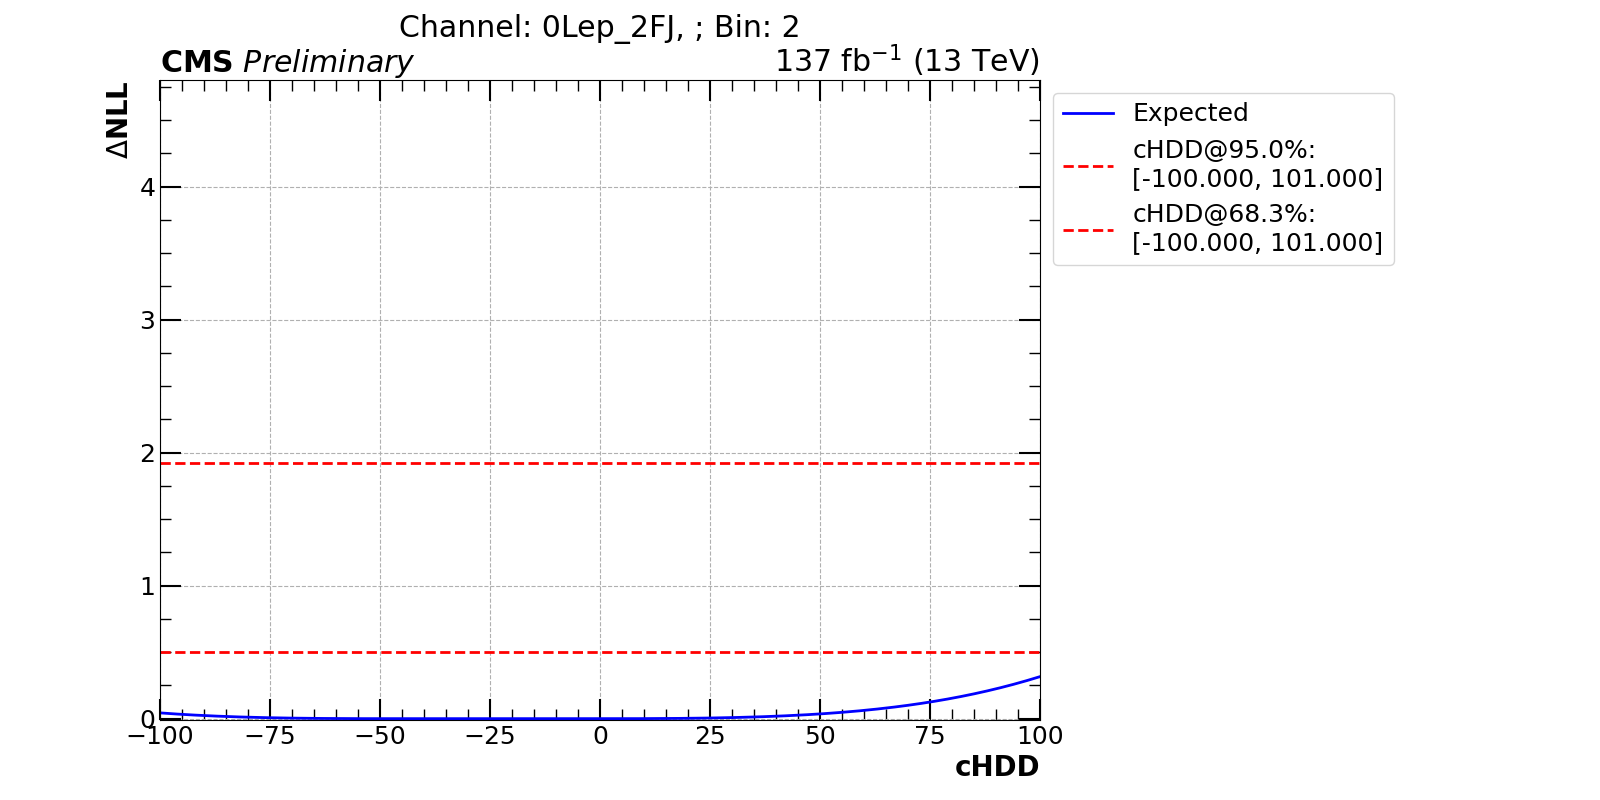 Channel: 0Lep_2FJ, ; Bin: 2
CMS Preliminary
137 fb⁻¹ (13 TeV)
ΔNLL
4
3
2
1
0
−100
−75
−50
−25
0
25
50
75
100
cHDD
Expected
cHDD@95.0%:
[-100.000, 101.000]
cHDD@68.3%:
[-100.000, 101.000]